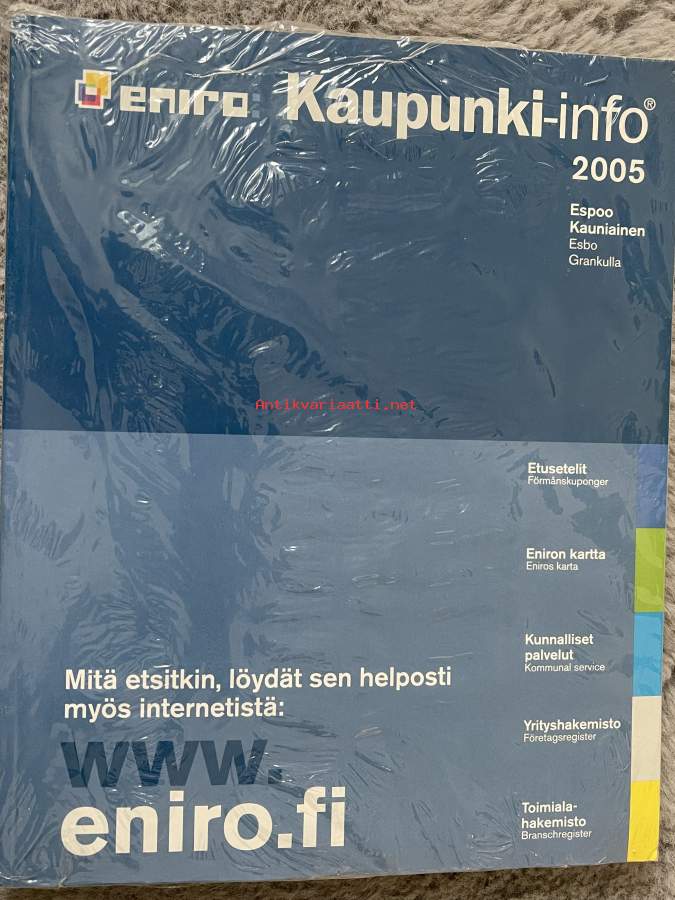 eniro Kaupunki-info®
2005
Espoo
Kauniainen
Esbo
Grankulla
Antikvariaatti.net
Etusetelit
Förmånskuponger
Eniron kartta
Eniros karta
Kunnalliset
palvelut
Kommunal service
Mitä etsitkin, löydät sen helposti
myös internetistä:
www.
eniro.fi
Yrityshakemisto
Företagsregister
Toimiala-
hakemisto
Branschregister